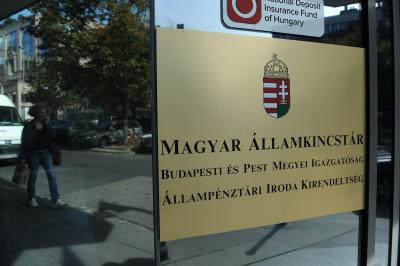 National Deposit
Insurance Fund
of Hungary
MAGYAR ÁLLAMKINCSTÁR
BUDAPESTI ÉS PEST MEGYEI IGAZGATÓSÁG
ÁLLAMPÉNZTÁRI IRODA KIRENDELTSÉG